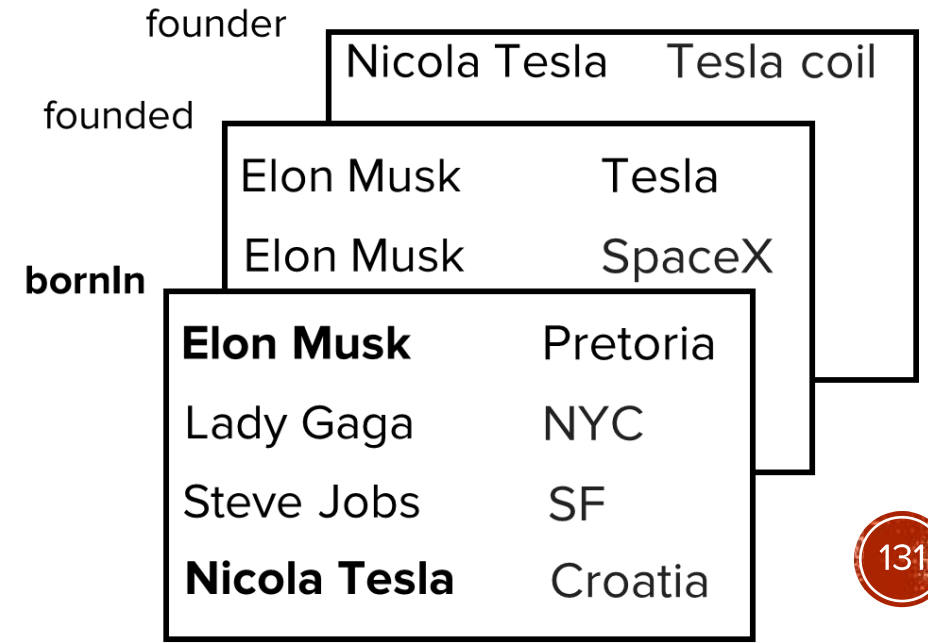 founder
Nicola Tesla Tesla coil
founded
Elon Musk Tesla
Elon Musk SpaceX
bornIn
Elon Musk Pretoria
Lady Gaga NYC
Steve Jobs SF
Nicola Tesla Croatia
131